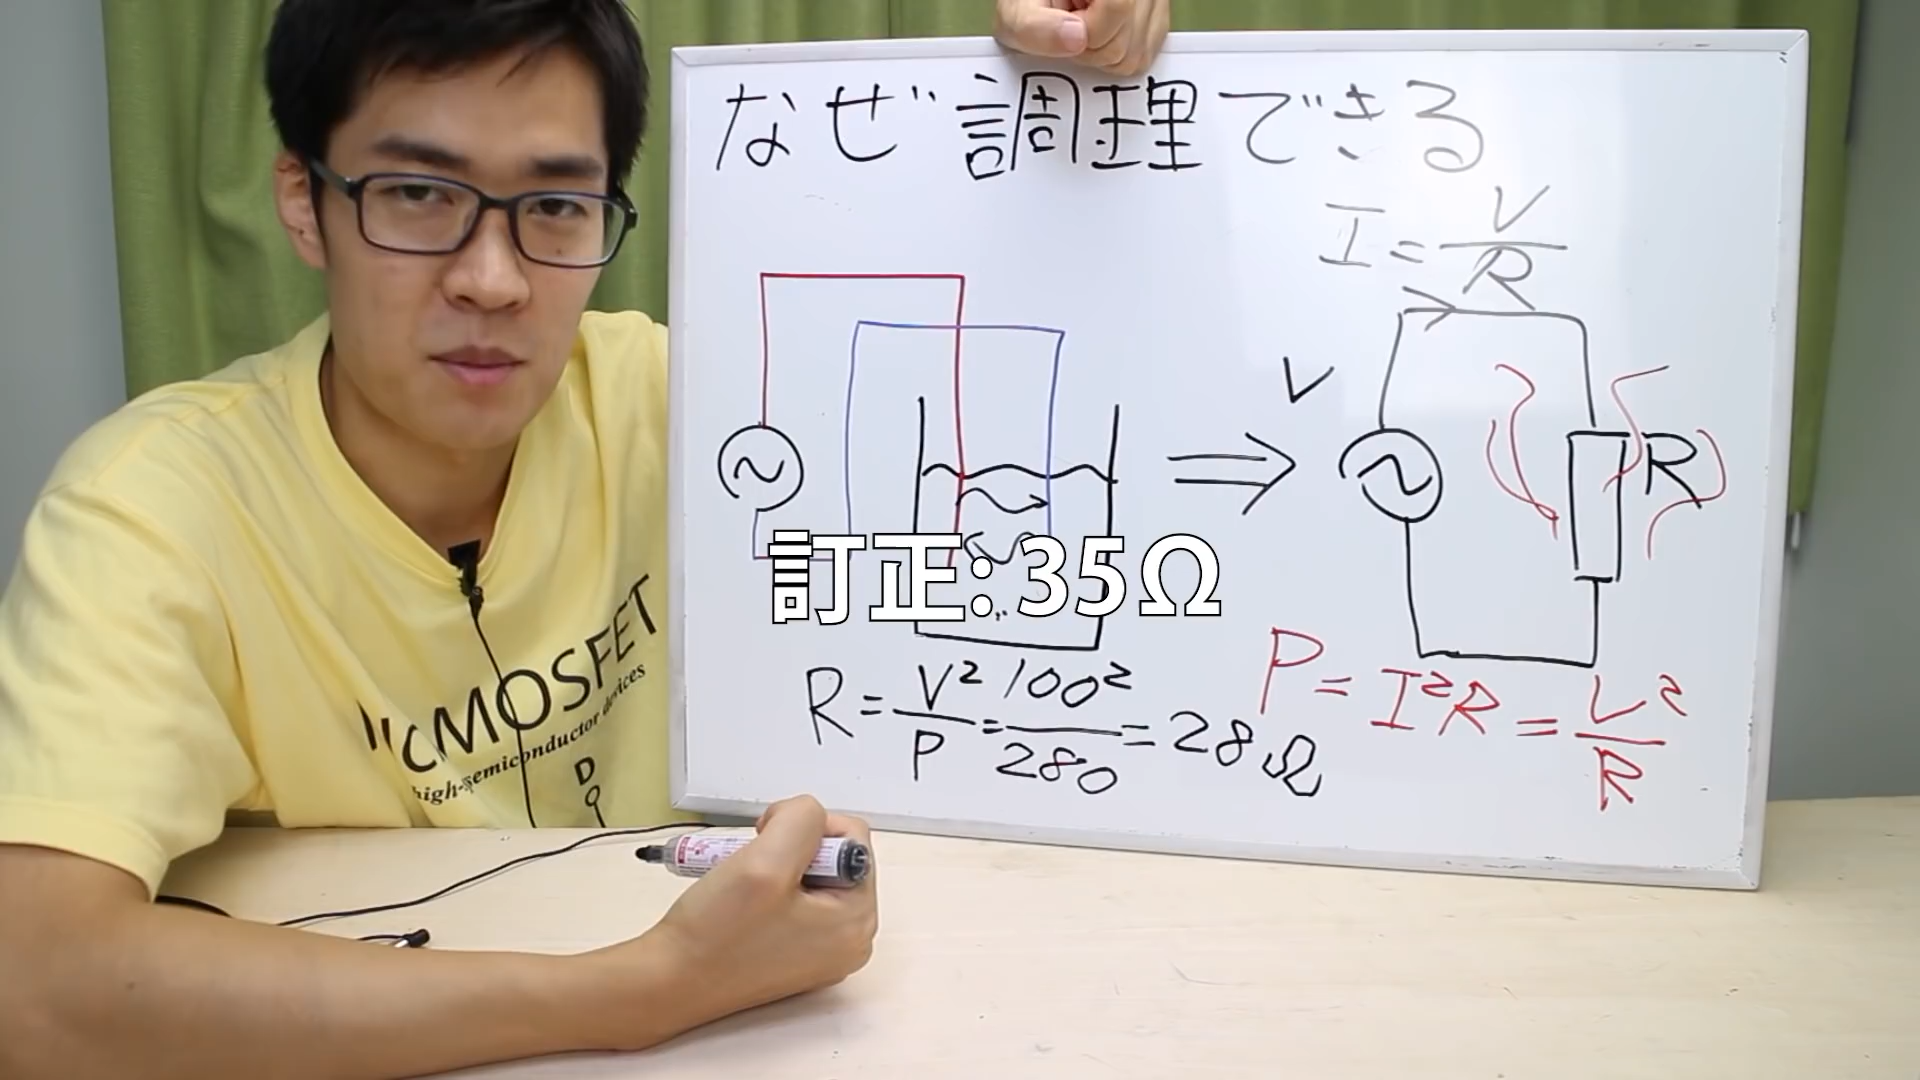 なぜ調理できる
I = V/R
V
R
訂正: 35Ω
P = I²R = V²/R
R = V²/P = 100²/280 = 28Ω
MOSFET
semiconductor devices
D